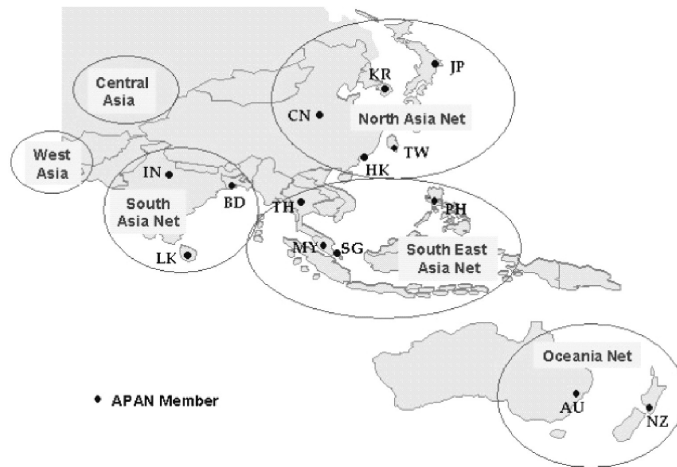 JP
KR
Central
Asia
CN
North Asia Net
TW
West
Asia
HK
IN
South
Asia Net
BD
TH
PH
MY
SG
South East
Asia Net
LK
Oceania Net
APAN Member
AU
NZ